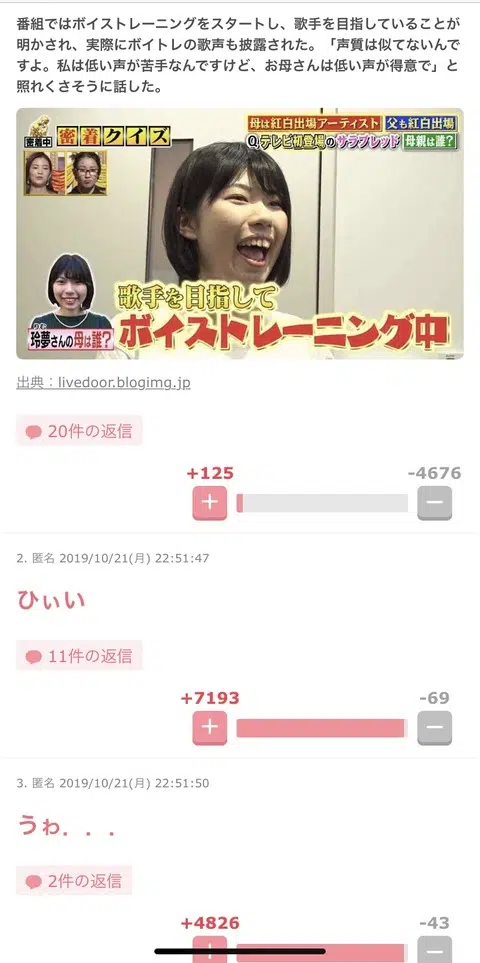 番組ではボイストレーニングをスタートし、歌手を目指していることが
明かされ、実際にボイトレの歌声も披露された。「声質は似てないんで
すよ。私は低い声が苦手なんですけど、お母さんは低い声が得意で」と
照れくさそうに話した。
密着中 密着クイズ
母は紅白出場アーティスト 父も紅白出場
Q.テレビ初登場のサラブレッド 母親は誰?
歌手を目指して
ボイストレーニング中
りむ
玲夢さんの母は誰?
出典：livedoor.blogimg.jp
20件の返信
+125 -4676
+ −
2. 匿名 2019/10/21(月) 22:51:47
ひぃい
11件の返信
+7193 -69
+ −
3. 匿名 2019/10/21(月) 22:51:50
うゎ．．．
2件の返信
+4826 -43
+ −